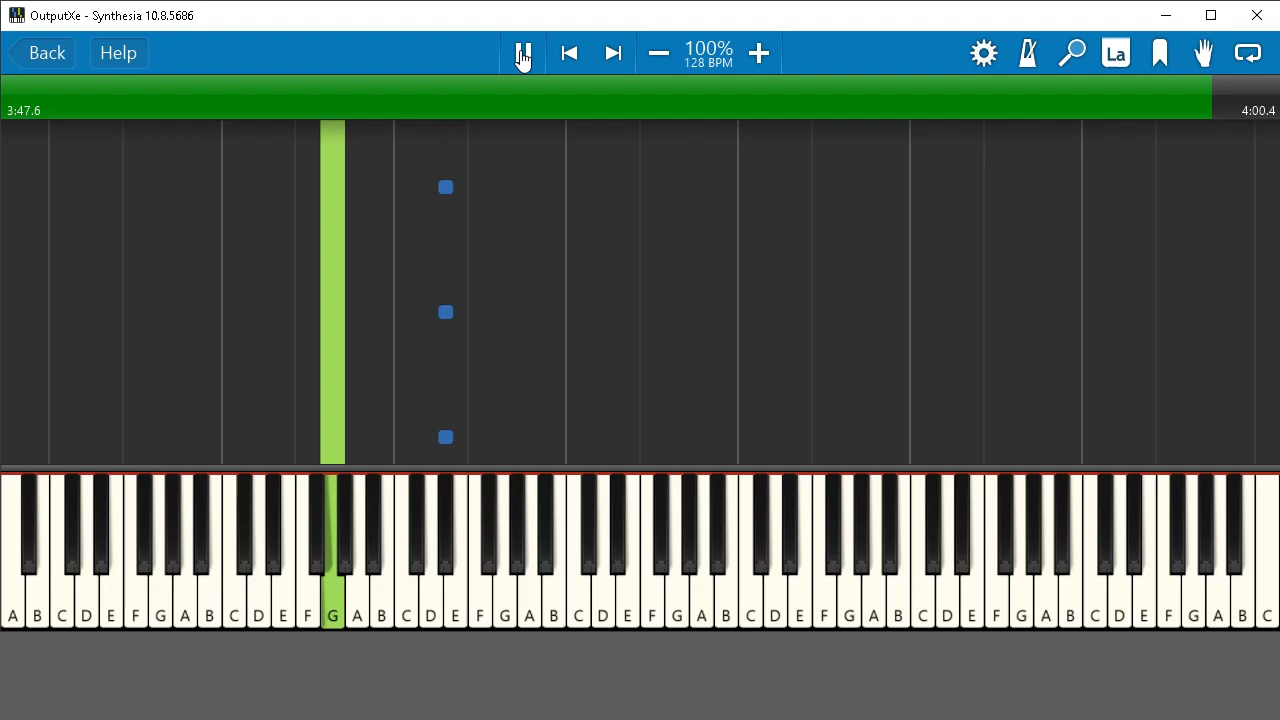 OutputXe - Synthesia 10.8.5686
Back Help 100% La
128 BPM
3:47.6 4:00.4
A B C D E F G A B C D E F G A B C D E F G A B C D E F G A B C D E F G A B C D E F G A B C D E F G A B C